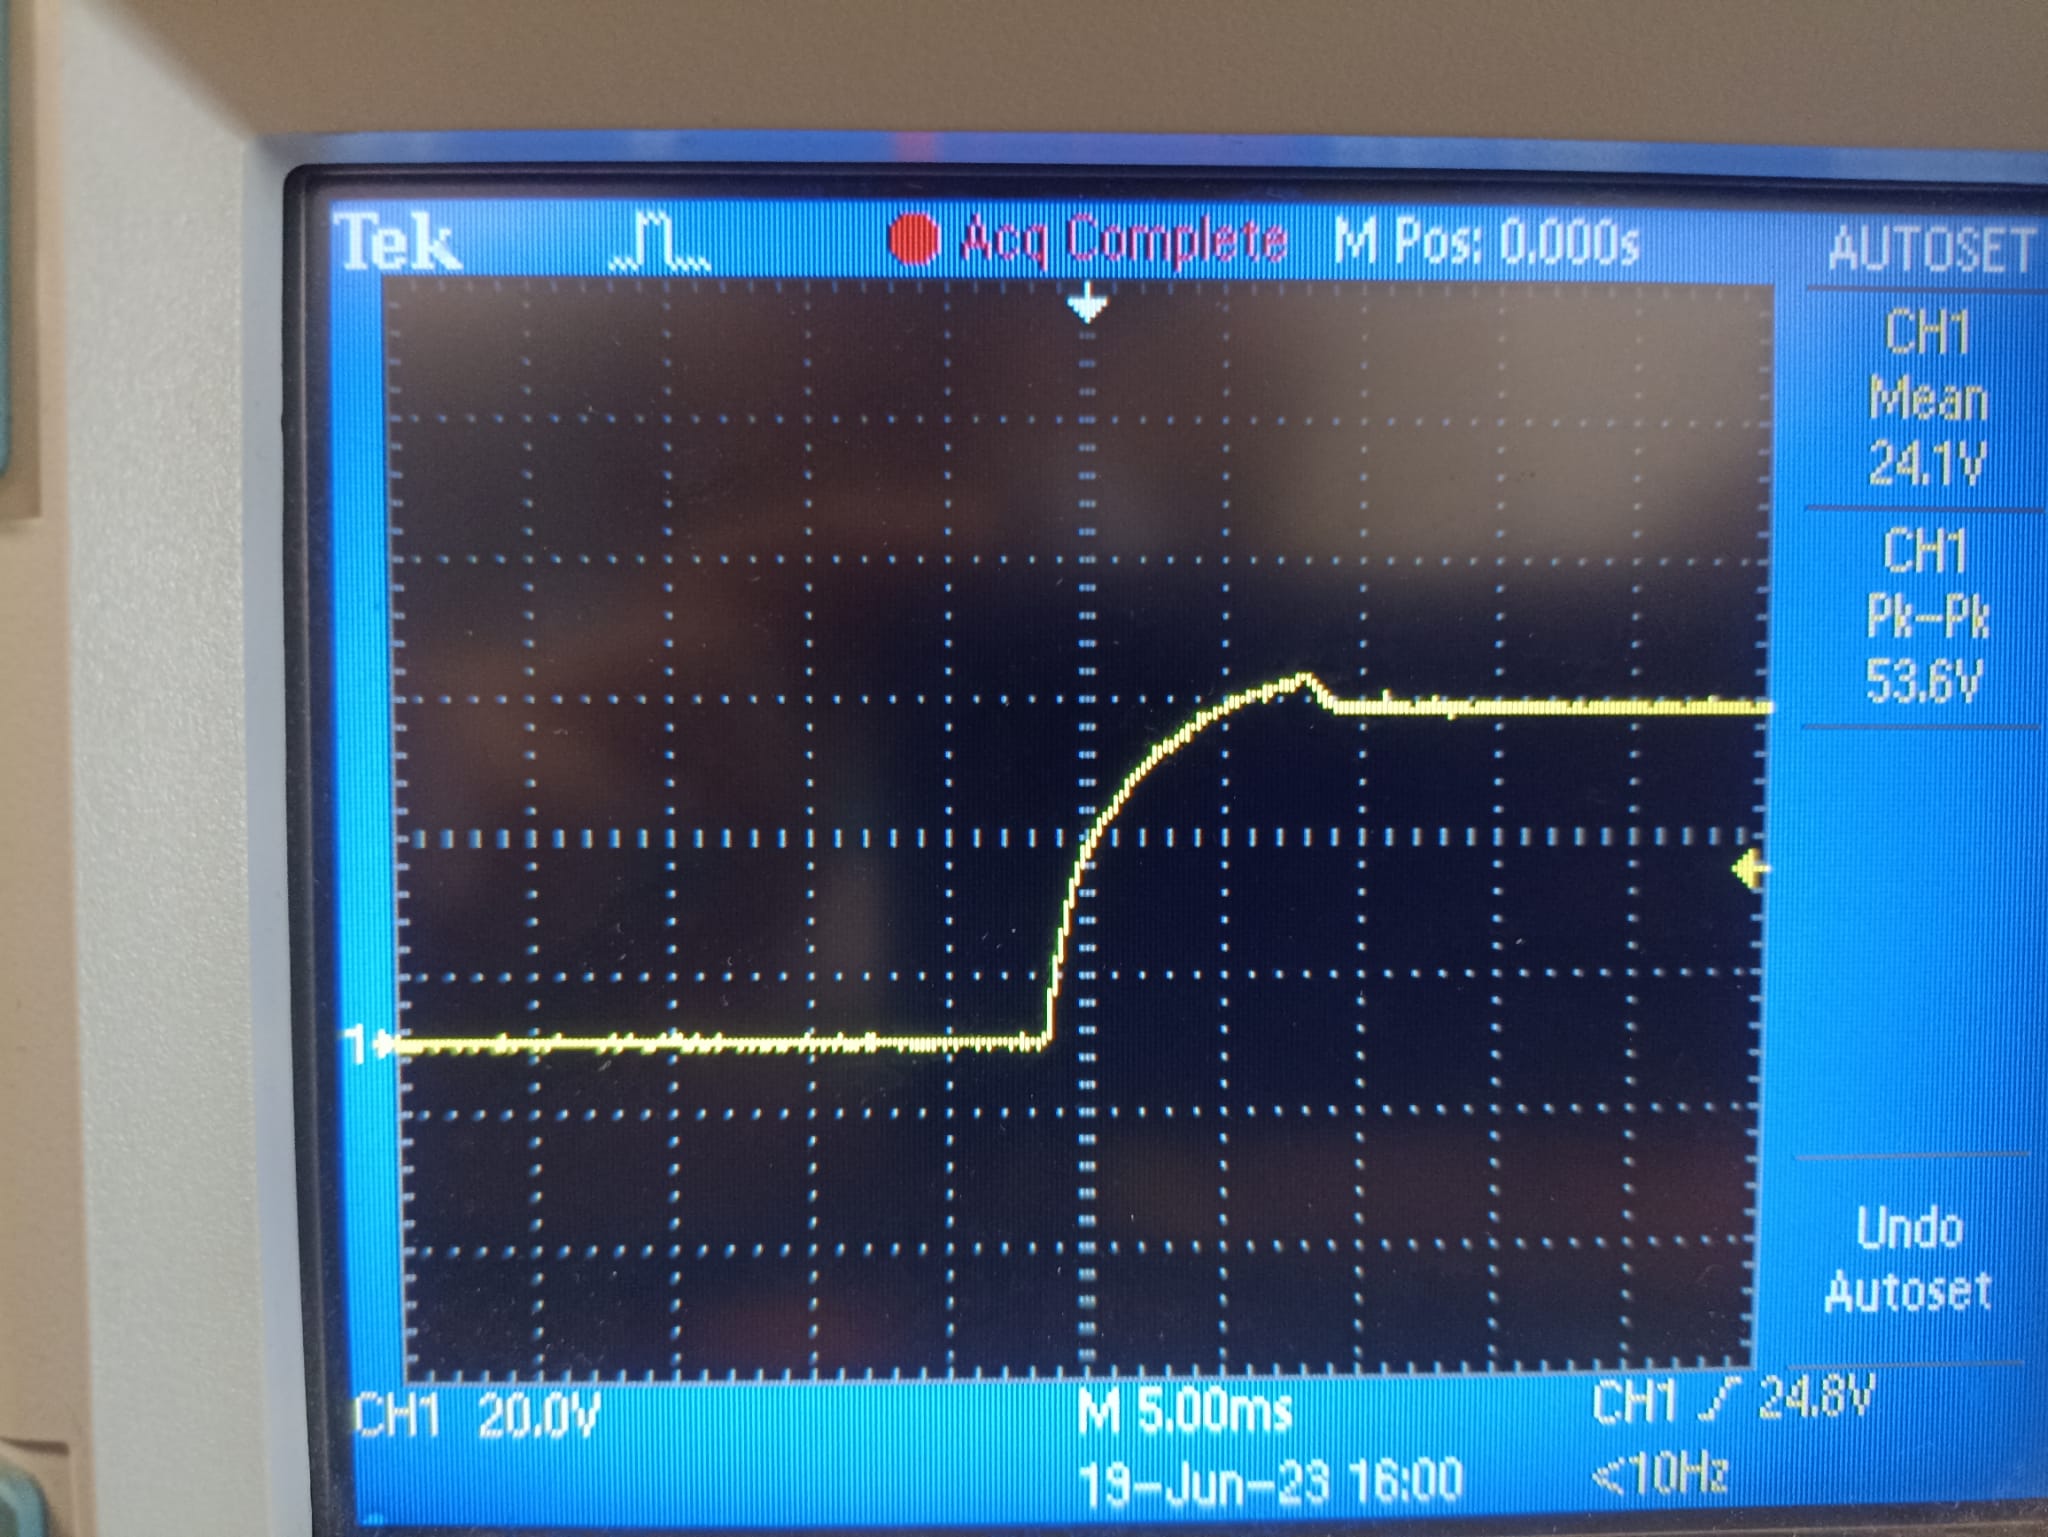 Tek Acq Complete M Pos: 0.000s AUTOSET
CH1
Mean
24.1V
CH1
Pk-Pk
53.6V
1
Undo
Autoset
CH1 20.0V M 5.00ms CH1 24.8V
19-Jun-23 16:00 <10Hz